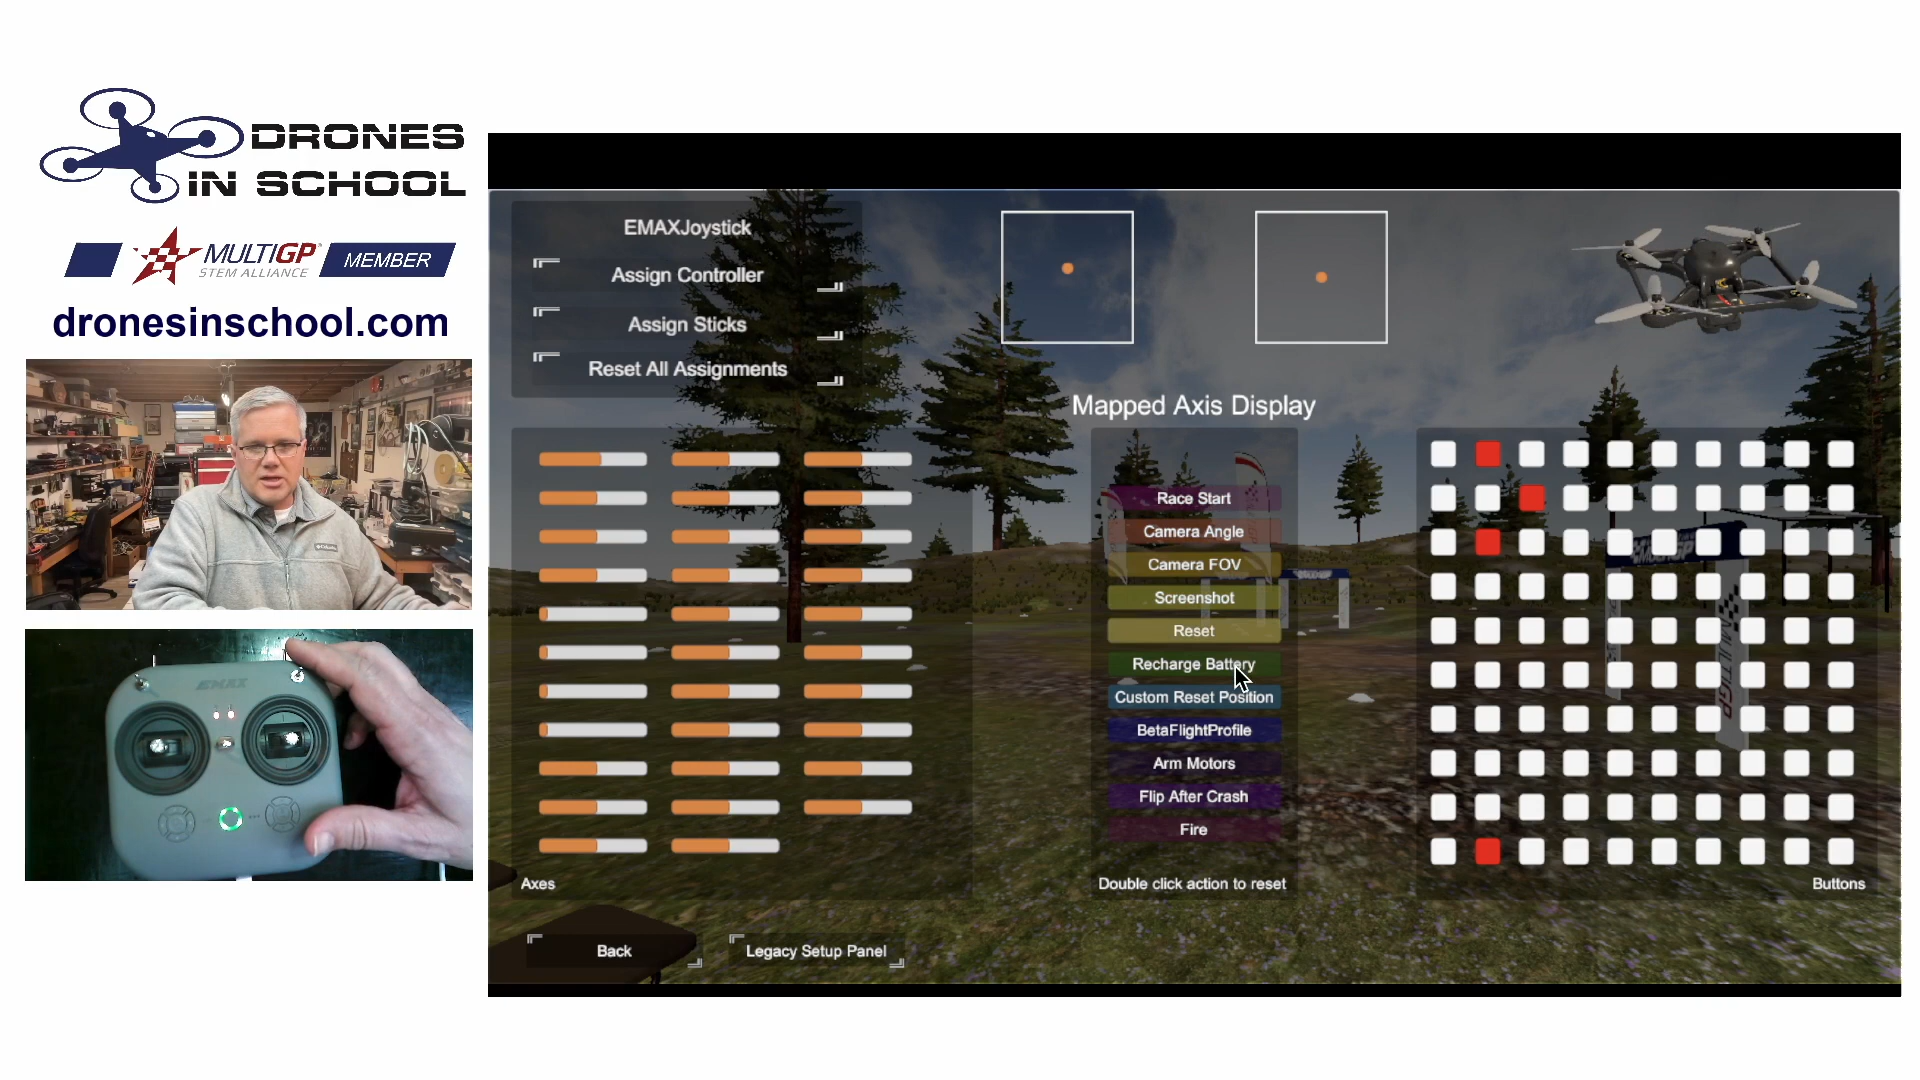 DRONES
IN SCHOOL
MULTIGP
STEM ALLIANCE
MEMBER
dronesinschool.com
EMAX
EMAXJoystick
Assign Controller
Assign Sticks
Reset All Assignments
Mapped Axis Display
Race Start
Camera Angle
Camera FOV
Screenshot
Reset
Recharge Battery
Custom Reset Position
BetaFlightProfile
Arm Motors
Flip After Crash
Fire
Double click action to reset
Axes
Buttons
Back
Legacy Setup Panel
MULTIGP
MULTIGP